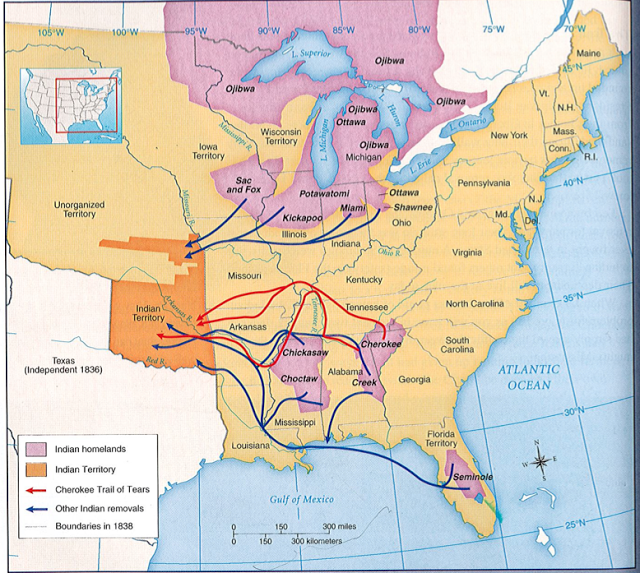 105°W
100°W
95°W
90°W
85°W
80°W
75°W
70°W
45°N
40°N
35°N
30°N
25°N
L. Superior
Ojibwa
Ojibwa
Ojibwa
Ottawa
Ojibwa
Ojibwa
L. Michigan
Huron
L. Ontario
L. Erie
Maine
Vt.
N.H.
Mass.
Conn.
R.I.
New York
Pennsylvania
N.J.
Md.
Del.
Mississippi R.
Wisconsin
Territory
Iowa
Territory
Michigan
Sac
and Fox
Potawatomi
Kickapoo
Miami
Ottawa
Shawnee
Ohio
Illinois
Indiana
Ohio R.
Missouri R.
Unorganized
Territory
Virginia
Missouri
Kentucky
Tennessee
Tennessee R.
North Carolina
South
Carolina
Indian
Territory
Arkansas R.
Arkansas
Red R.
Texas
(Independent 1836)
Chickasaw
Choctaw
Cherokee
Alabama
Creek
Georgia
Mississippi
Louisiana
Florida
Territory
Seminole
ATLANTIC
OCEAN
Gulf of Mexico
N
W
E
S
Indian homelands
Indian Territory
Cherokee Trail of Tears
Other Indian removals
Boundaries in 1838
0 150 300 miles
0 150 300 kilometers